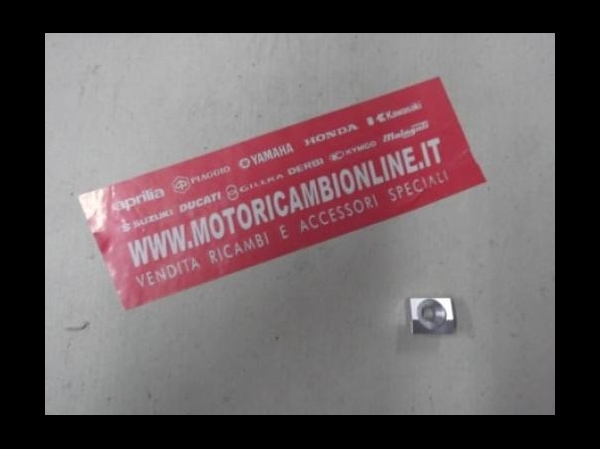 aprilia PIAGGIO YAMAHA HONDA Kawasaki
SUZUKI DUCATI GILERA DERBI KYMCO Malaguti
WWW.MOTORICAMBIONLINE.IT
VENDITA RICAMBI E ACCESSORI SPECIALI